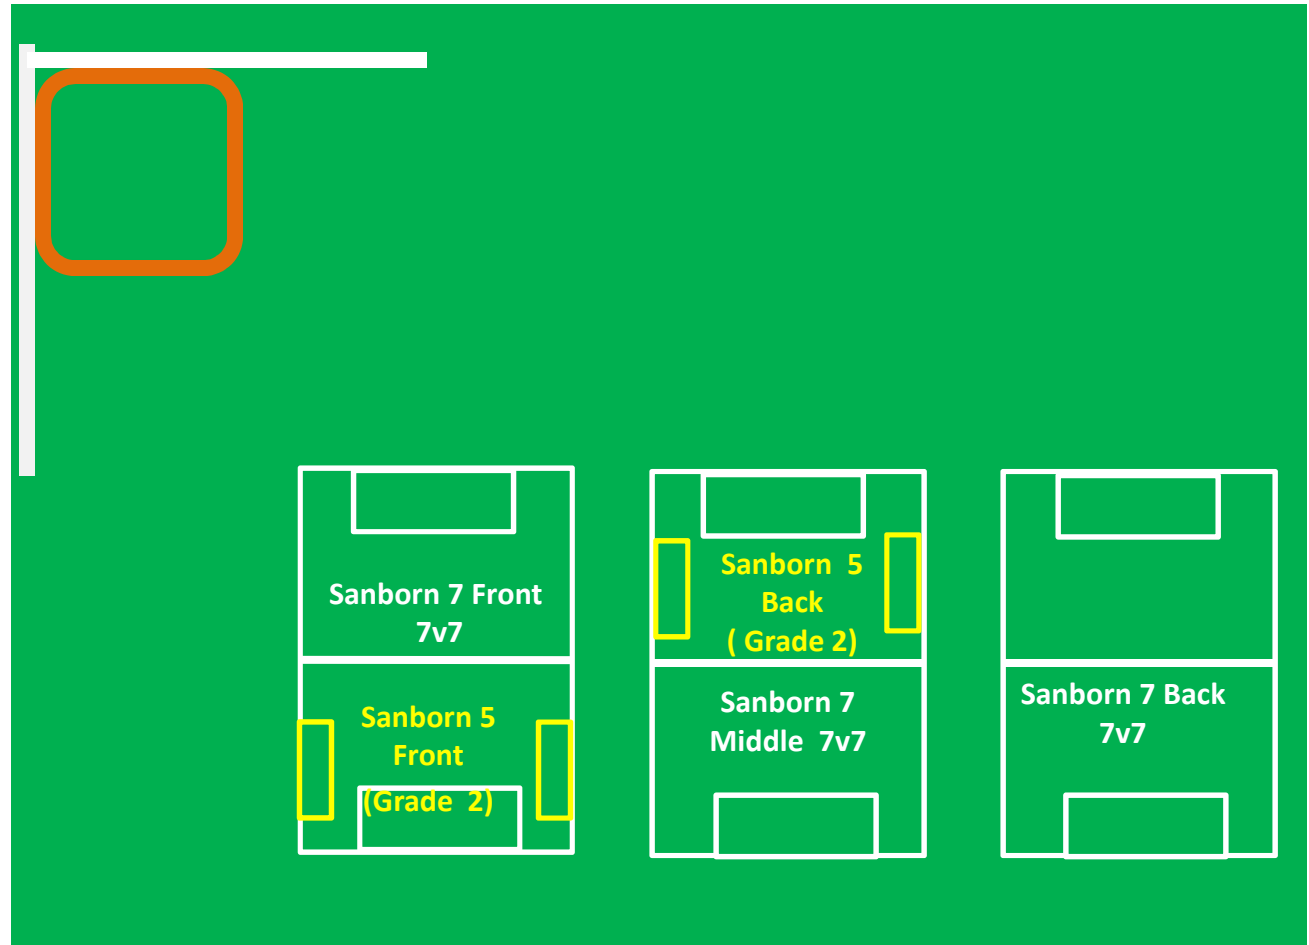 Sanborn 7 Front
7v7
Sanborn 5
Front
(Grade 2)
Sanborn 5
Back
( Grade 2)
Sanborn 7
Middle 7v7
Sanborn 7 Back
7v7